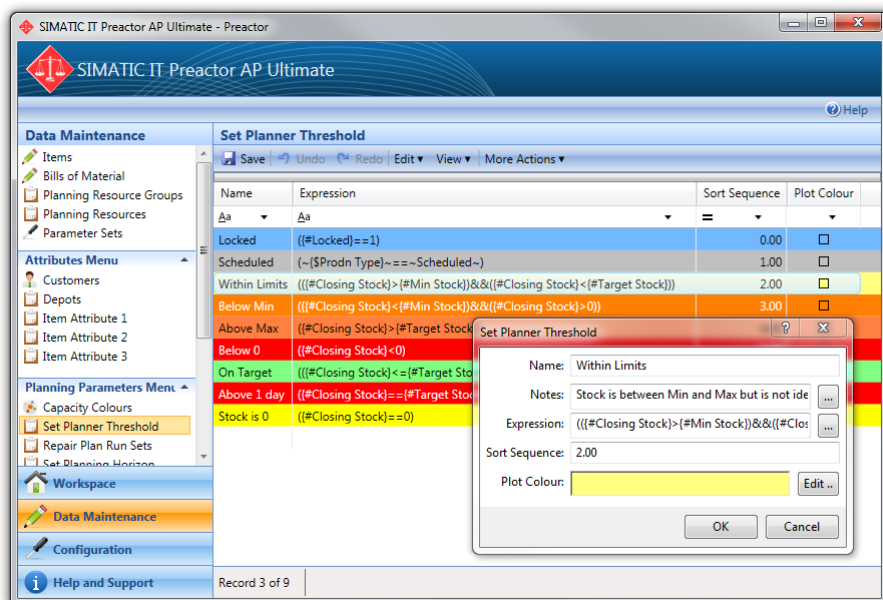 SIMATIC IT Preactor AP Ultimate - Preactor
SIMATIC IT Preactor AP Ultimate
Help
Data Maintenance
Items
Bills of Material
Planning Resource Groups
Planning Resources
Parameter Sets
Attributes Menu
Customers
Depots
Item Attribute 1
Item Attribute 2
Item Attribute 3
Planning Parameters Menu
Capacity Colours
Set Planner Threshold
Repair Plan Run Sets
Set Planning Horizon
Workspace
Data Maintenance
Configuration
Help and Support
Set Planner Threshold
Save Undo Redo Edit View More Actions
Name Expression Sort Sequence Plot Colour
Aa Aa =
Locked ({#Locked}==1) 0.00
Scheduled (~{$Prodn Type}~==~Scheduled~) 1.00
Within Limits (({#Closing Stock}>{#Min Stock})&&({#Closing Stock}<{#Target Stock})) 2.00
Below Min (({#Closing Stock}<{#Min Stock})&&({#Closing Stock}>0)) 3.00
Above Max ({#Closing Stock}>{#Target Stock
Below 0 ({#Closing Stock}<0)
On Target (({#Closing Stock}<={#Target Sto
Above 1 day ({#Closing Stock}=={#Target Stoc
Stock is 0 ({#Closing Stock}==0)
Set Planner Threshold ?
Name: Within Limits
Notes: Stock is between Min and Max but is not ide ...
Expression: (({#Closing Stock}>{#Min Stock})&&({#Clos ...
Sort Sequence: 2.00
Plot Colour: Edit ..
OK Cancel
Record 3 of 9